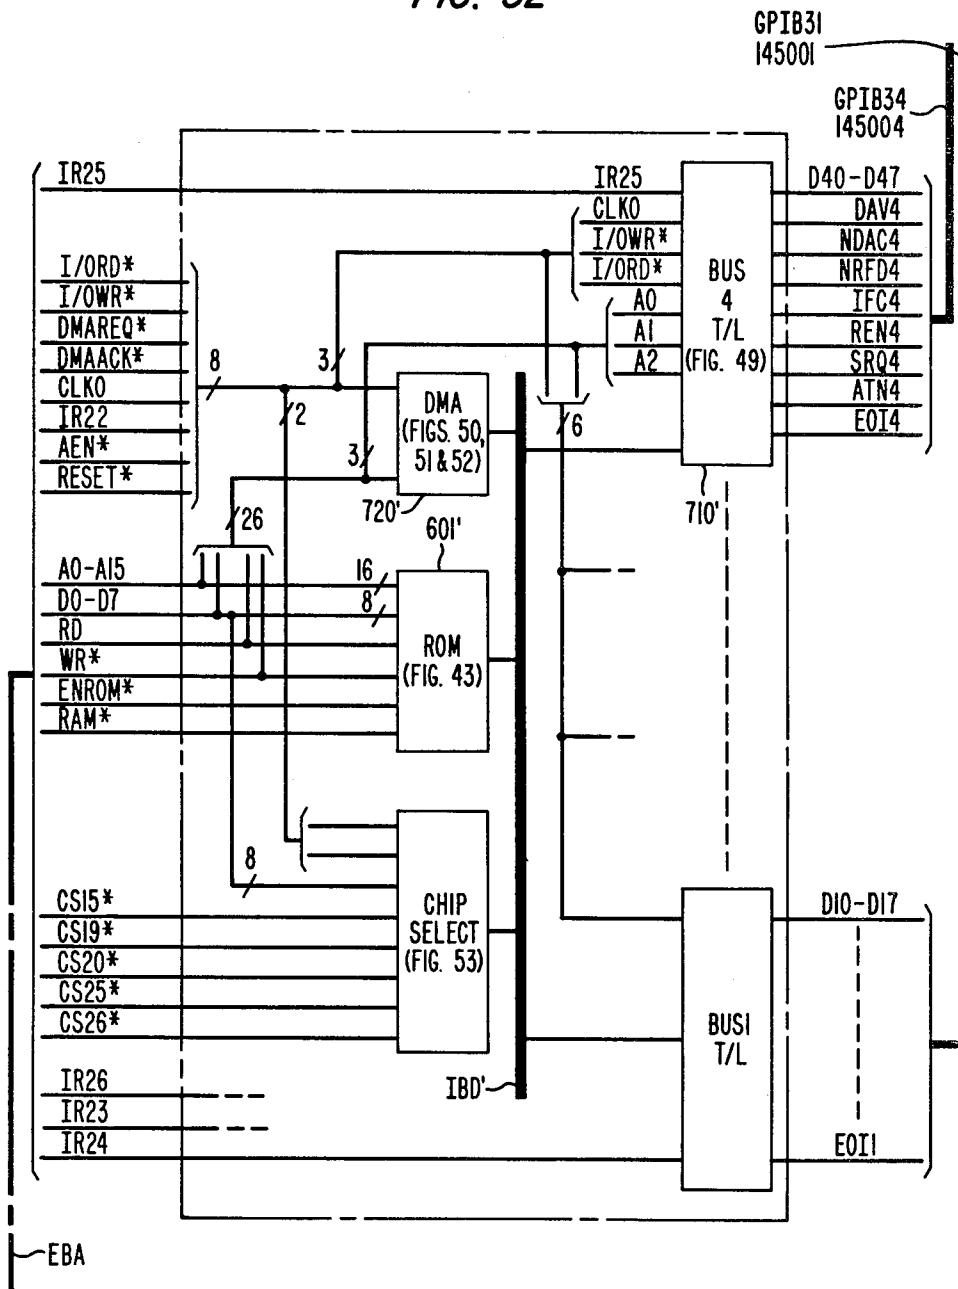 FIG. 32
GPIB31
145001
GPIB34
145004
IR25
I/ORD*
I/OWR*
DMAREQ*
DMAACK*
CLK0
IR22
AEN*
RESET*
8
3
2
3
26
DMA
(FIGS. 50,
51 & 52)
720'
IR25
CLK0
I/OWR*
I/ORD*
A0
A1
A2
6
BUS
4
T/L
(FIG. 49)
710'
D40-D47
DAV4
NDAC4
NRFD4
IFC4
REN4
SRQ4
ATN4
EOI4
601'
A0-A15
D0-D7
RD
WR*
ENROM*
RAM*
16
8
ROM
(FIG. 43)
8
CS15*
CS19*
CS20*
CS25*
CS26*
CHIP
SELECT
(FIG. 53)
IBD'
IR26
IR23
IR24
BUS1
T/L
D10-D17
EOI1
EBA